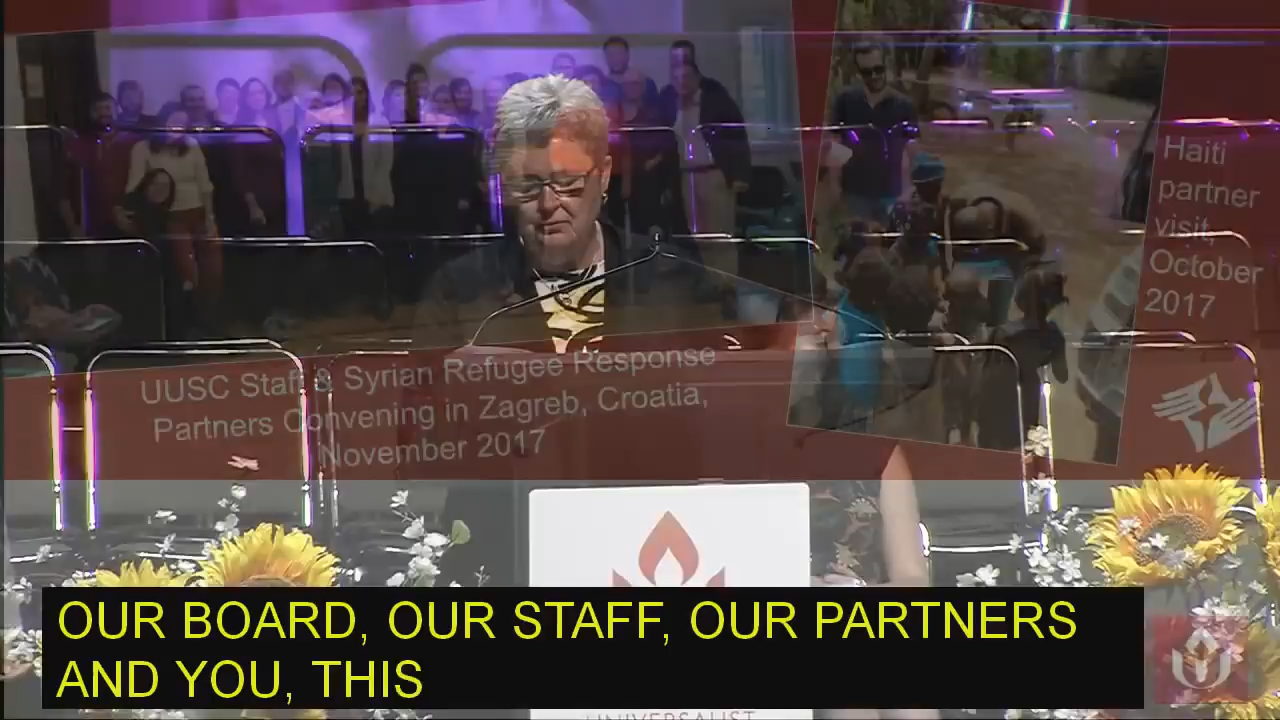 Haiti
partner
visit,
October
2017
UUSC Staff & Syrian Refugee Response
Partners Convening in Zagreb, Croatia,
November 2017
OUR BOARD, OUR STAFF, OUR PARTNERS
AND YOU, THIS
UNIVERSALIST